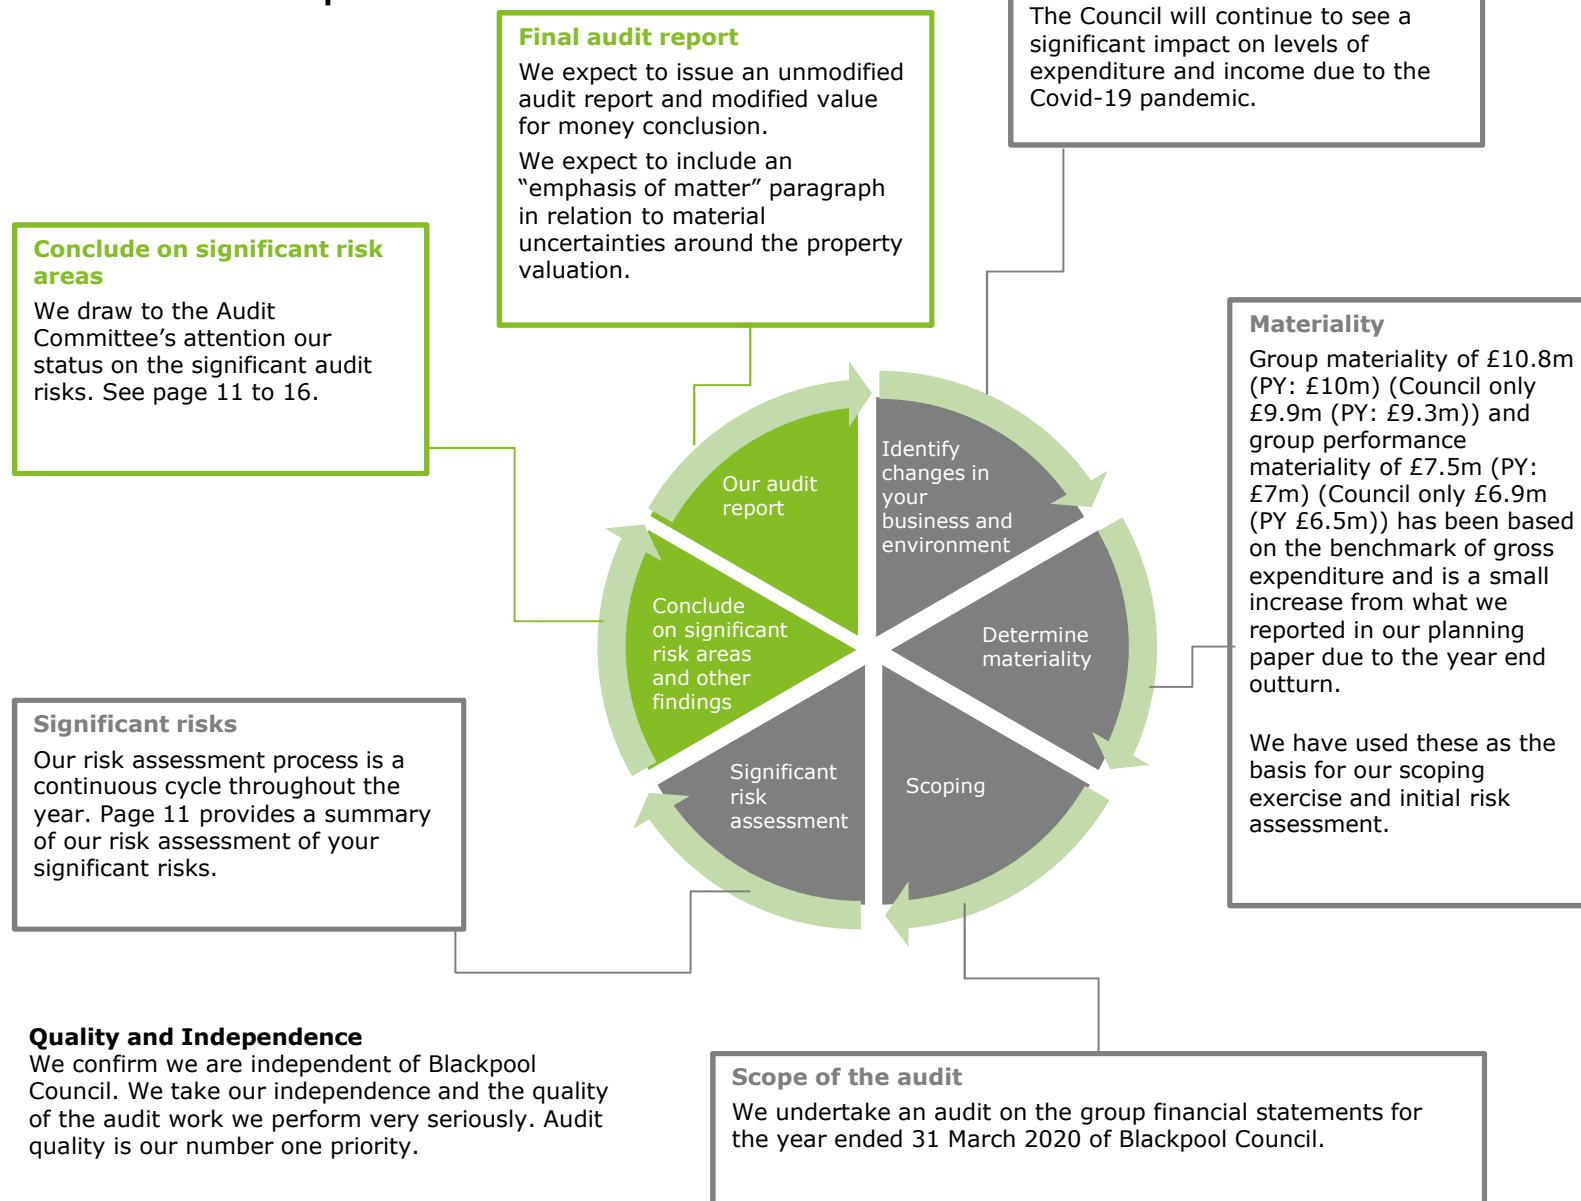 Final audit report
We expect to issue an unmodified
audit report and modified value
for money conclusion.
We expect to include an
“emphasis of matter” paragraph
in relation to material
uncertainties around the property
valuation.
The Council will continue to see a
significant impact on levels of
expenditure and income due to the
Covid-19 pandemic.
Conclude on significant risk
areas
We draw to the Audit
Committee’s attention our
status on the significant audit
risks. See page 11 to 16.
Materiality
Group materiality of £10.8m
(PY: £10m) (Council only
£9.9m (PY: £9.3m)) and
group performance
materiality of £7.5m (PY:
£7m) (Council only £6.9m
(PY £6.5m)) has been based
on the benchmark of gross
expenditure and is a small
increase from what we
reported in our planning
paper due to the year end
outturn.
We have used these as the
basis for our scoping
exercise and initial risk
assessment.
Our audit
report
Identify
changes in
your
business and
environment
Conclude
on significant
risk areas
and other
findings
Determine
materiality
Significant
risk
assessment
Scoping
Significant risks
Our risk assessment process is a
continuous cycle throughout the
year. Page 11 provides a summary
of our risk assessment of your
significant risks.
Quality and Independence
We confirm we are independent of Blackpool
Council. We take our independence and the quality
of the audit work we perform very seriously. Audit
quality is our number one priority.
Scope of the audit
We undertake an audit on the group financial statements for
the year ended 31 March 2020 of Blackpool Council.